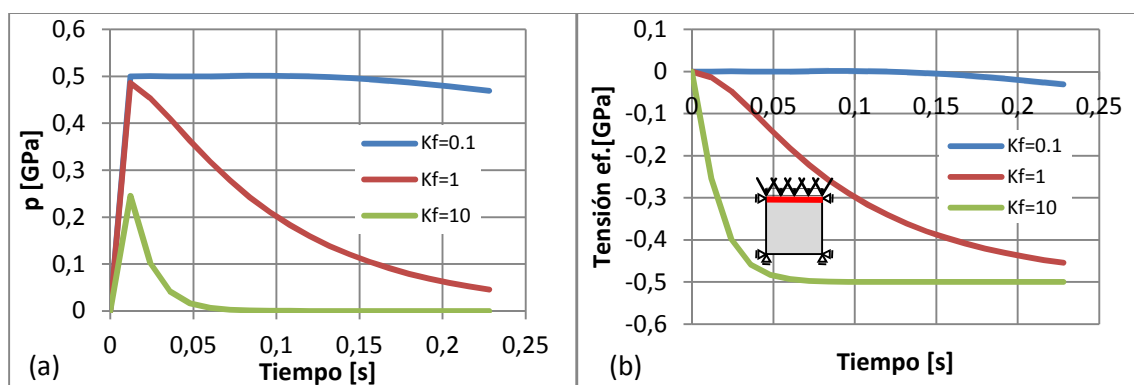 p [GPa]
0,6
0,5
0,4
0,3
0,2
0,1
0
Kf=0.1
Kf=1
Kf=10
0
0,05
0,1
0,15
0,2
0,25
Tiempo [s]
(a)
Tensión ef.[GPa]
0,1
0
-0,1
-0,2
-0,3
-0,4
-0,5
-0,6
0
0,05
0,1
0,15
0,2
0,25
Kf=0.1
Kf=1
Kf=10
Tiempo [s]
(b)